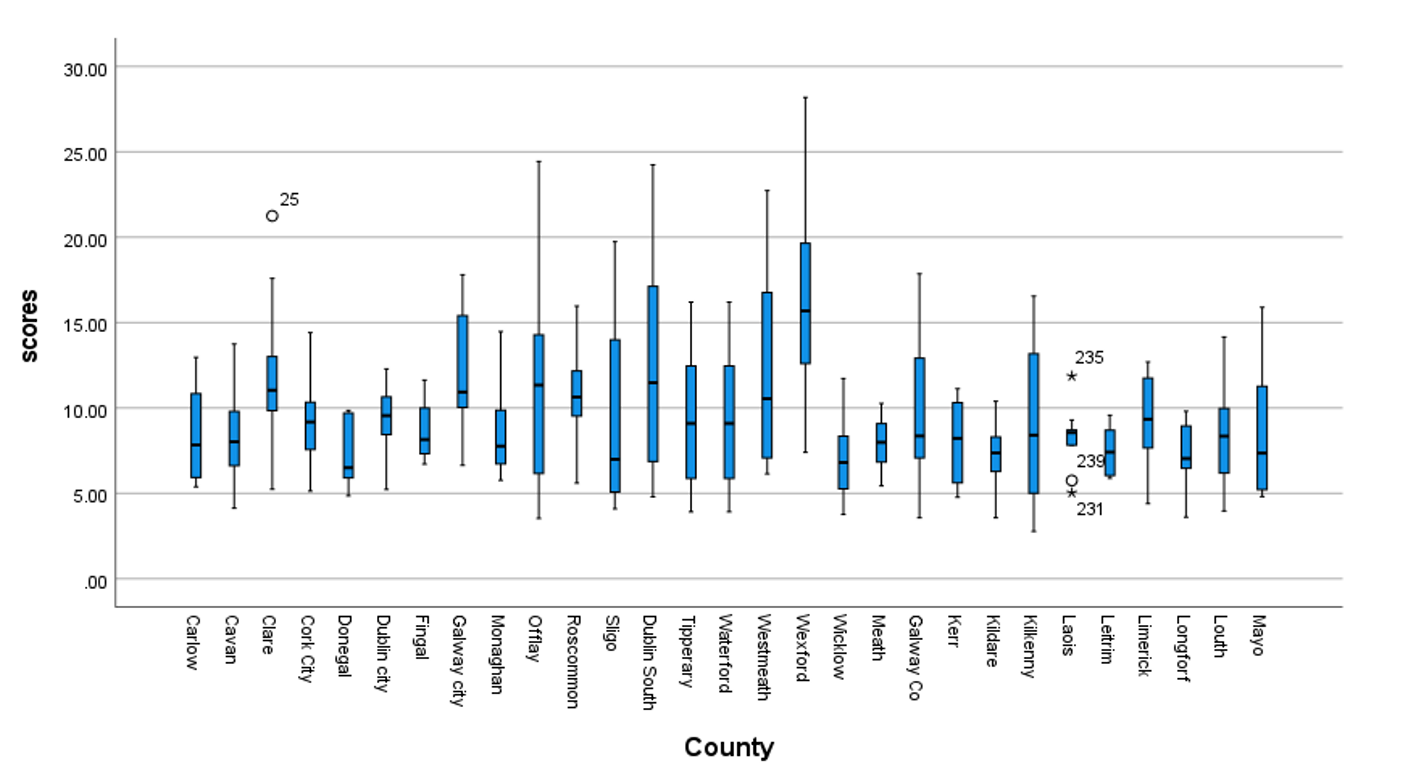 30.00
25.00
20.00
15.00
10.00
5.00
.00
scores
25
235
239
231
Carlow
Cavan
Clare
Cork City
Donegal
Dublin city
Fingal
Galway city
Monaghan
Offlay
Roscommon
Sligo
Dublin South
Tipperary
Waterford
Westmeath
Wexford
Wicklow
Meath
Galway Co
Kerr
Kildare
Kilkenny
Laois
Leitrim
Limerick
Longforf
Louth
Mayo
County